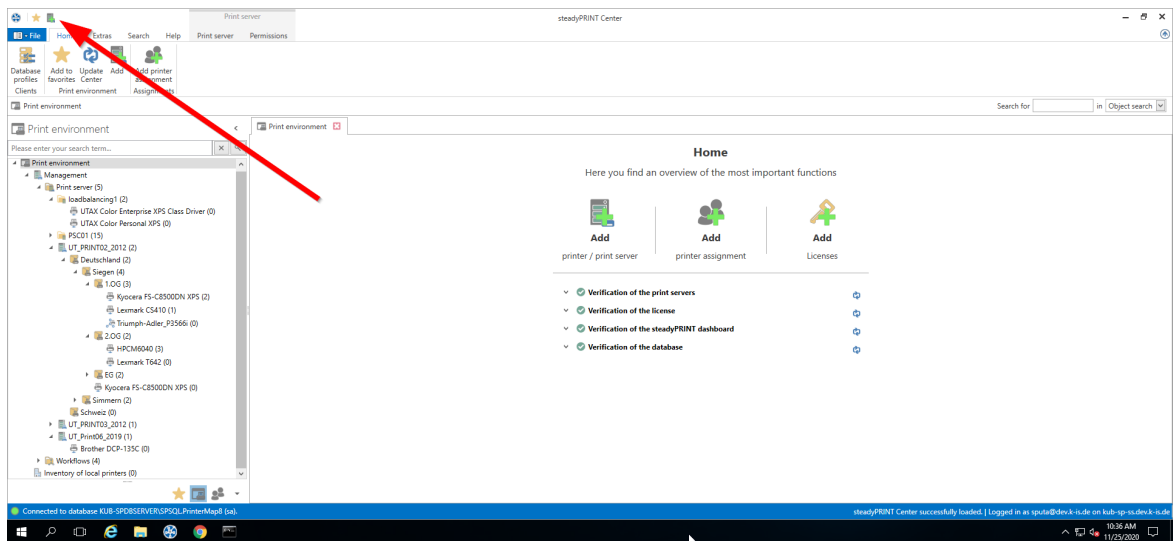 Print server
steadyPRINT Center
File Home Extras Search Help Print server Permissions
Database profiles
Add to favorites
Update Center
Add
Add printer assignment
Clients Print environment Assignments
Print environment
Search for in Object search
Print environment
Print environment
Please enter your search term...
Print environment
Management
Print server (5)
loadbalancing1 (2)
UTAX Color Enterprise XPS Class Driver (0)
UTAX Color Personal XPS (0)
PSC01 (15)
UT_PRINT02_2012 (2)
Deutschland (2)
Siegen (4)
1.OG (3)
Kyocera FS-C8500DN XPS (2)
Lexmark CS410 (1)
Triumph-Adler_P3566i (0)
2.OG (2)
HPCM6040 (3)
Lexmark T642 (0)
EG (2)
Kyocera FS-C8500DN XPS (0)
Simmern (2)
Schweiz (0)
UT_PRINT03_2012 (1)
UT_Print06_2019 (1)
Brother DCP-135C (0)
Workflows (4)
Inventory of local printers (0)
Home
Here you find an overview of the most important functions
Add Add Add
printer / print server printer assignment Licenses
Verification of the print servers
Verification of the license
Verification of the steadyPRINT dashboard
Verification of the database
Connected to database KUB-SPDBSERVER\SPSQL.PrinterMap8 (sa).
steadyPRINT Center successfully loaded. | Logged in as sputa@dev.k-is.de on kub-sp-ss.dev.k-is.de
10:36 AM
11/25/2020